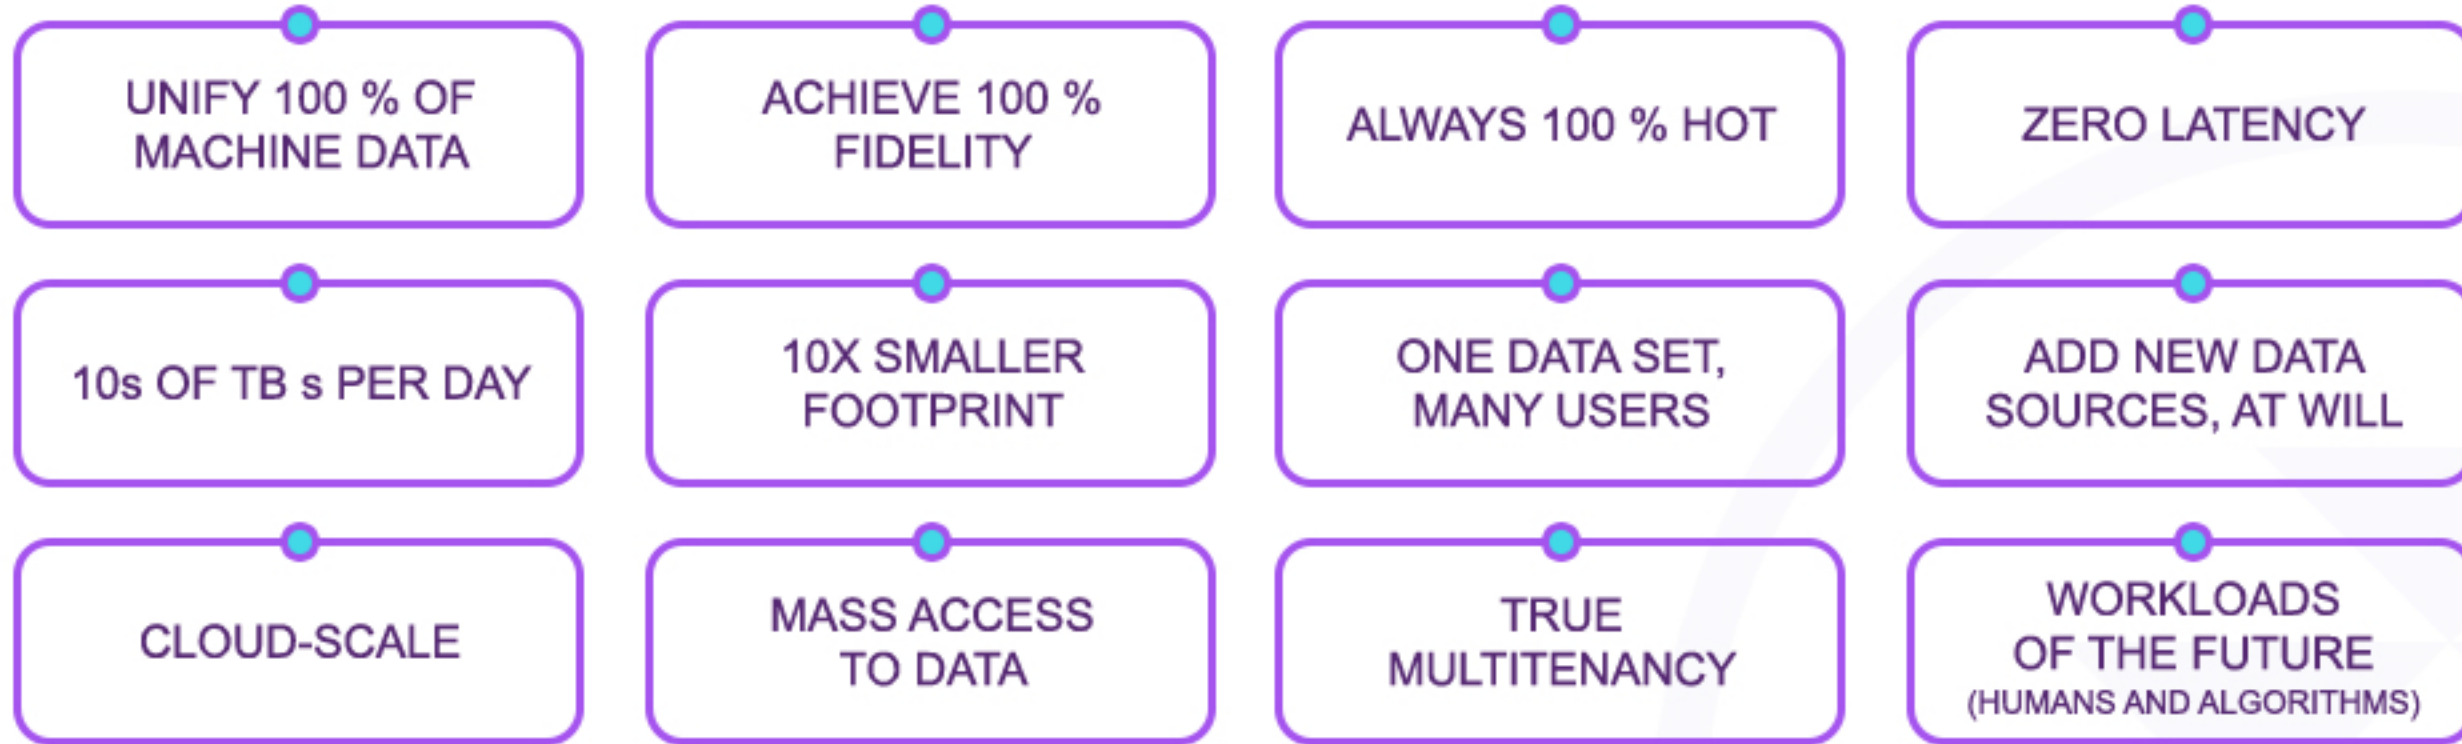 UNIFY 100 % OF
MACHINE DATA
ACHIEVE 100 %
FIDELITY
ALWAYS 100 % HOT
ZERO LATENCY
10s OF TB s PER DAY
10X SMALLER
FOOTPRINT
ONE DATA SET,
MANY USERS
ADD NEW DATA
SOURCES, AT WILL
CLOUD-SCALE
MASS ACCESS
TO DATA
TRUE
MULTITENANCY
WORKLOADS
OF THE FUTURE
(HUMANS AND ALGORITHMS)